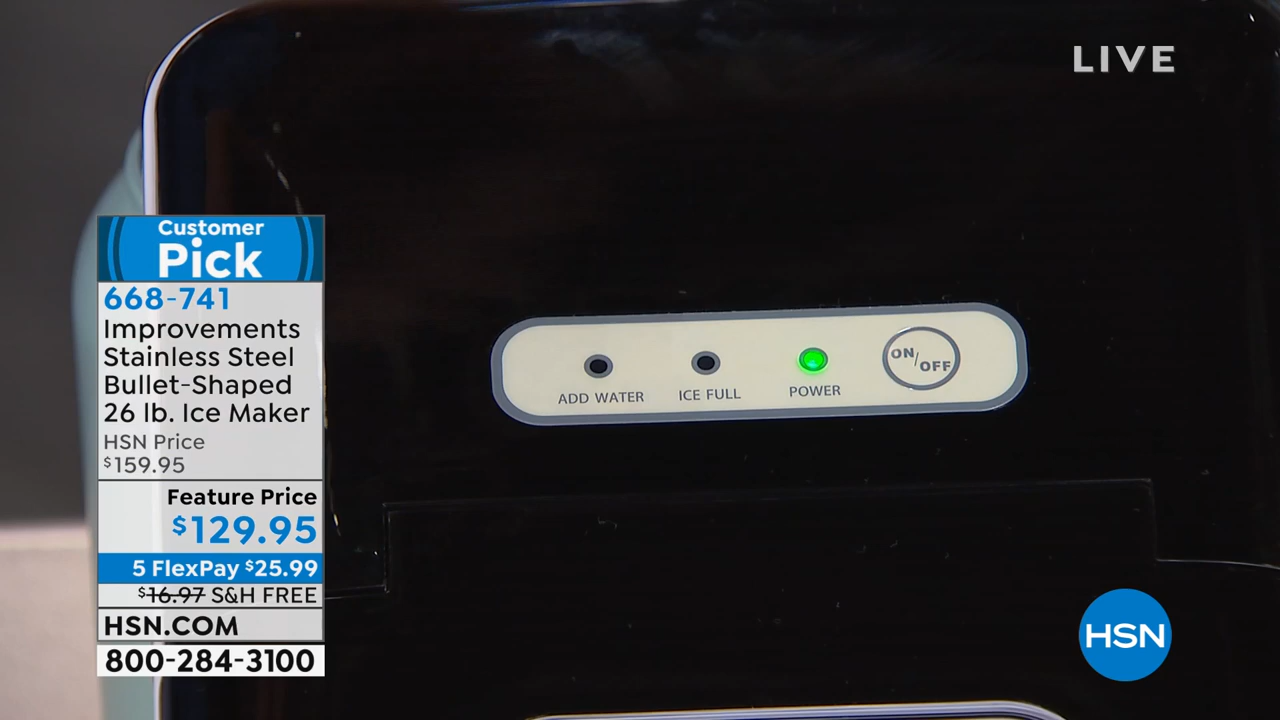 LIVE
Customer
Pick
668-741
Improvements
Stainless Steel
Bullet-Shaped
26 lb. Ice Maker
HSN Price
$159.95
Feature Price
$129.95
5 FlexPay $25.99
$16.97 S&H FREE
HSN.COM
800-284-3100
ADD WATER
ICE FULL
POWER
ON/OFF
HSN